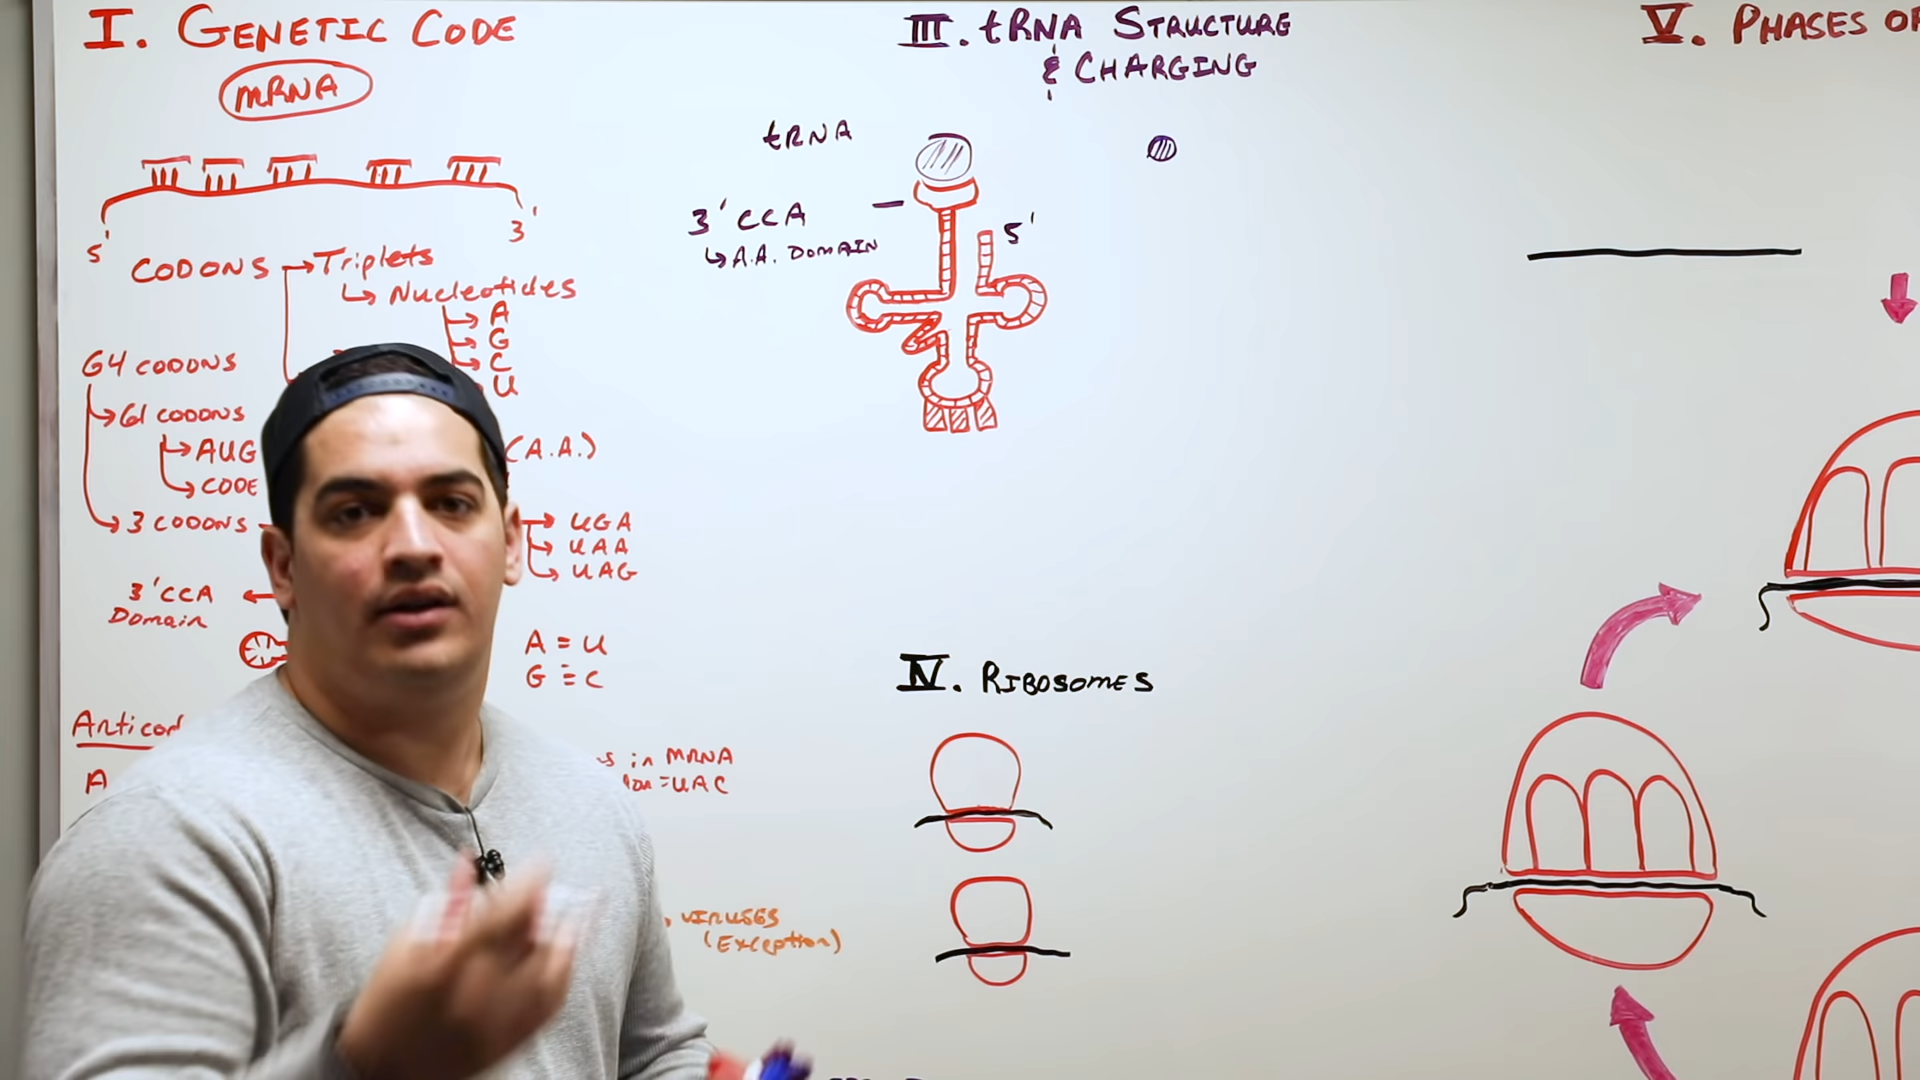 I. GENETIC CODE
mRNA
5'
3'
CODONS → Triplets
↳ Nucleotides
→ A
→ G
→ C
U
64 CODONS
→ 61 CODONS
→ AUG
(A.A.)
→ CODE
→ 3 CODONS
→ UGA
→ UAA
→ UAG
3' CCA
Domain
A = U
G ≡ C
in mRNA
= UAC
A
VIRUSES
(Exception)
III. tRNA STRUCTURE
& CHARGING
tRNA
3' CCA
↳ A.A. DOMAIN
5'
IV. RIBOSOMES
V. PHASES OF